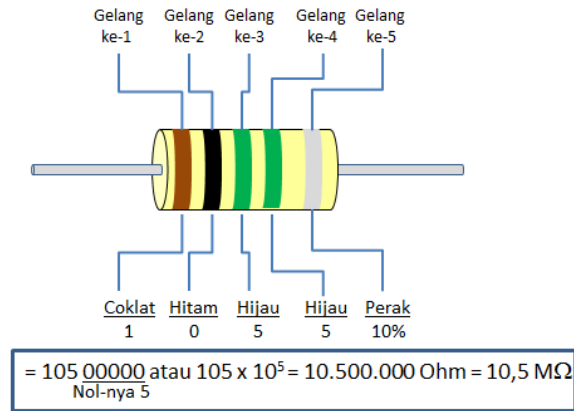 Gelang Gelang Gelang Gelang Gelang
ke-1 ke-2 ke-3 ke-4 ke-5
Coklat Hitam Hijau Hijau Perak
1 0 5 5 10%
= 105 00000 atau 105 x 10⁵ = 10.500.000 Ohm = 10,5 MΩ
Nol-nya 5